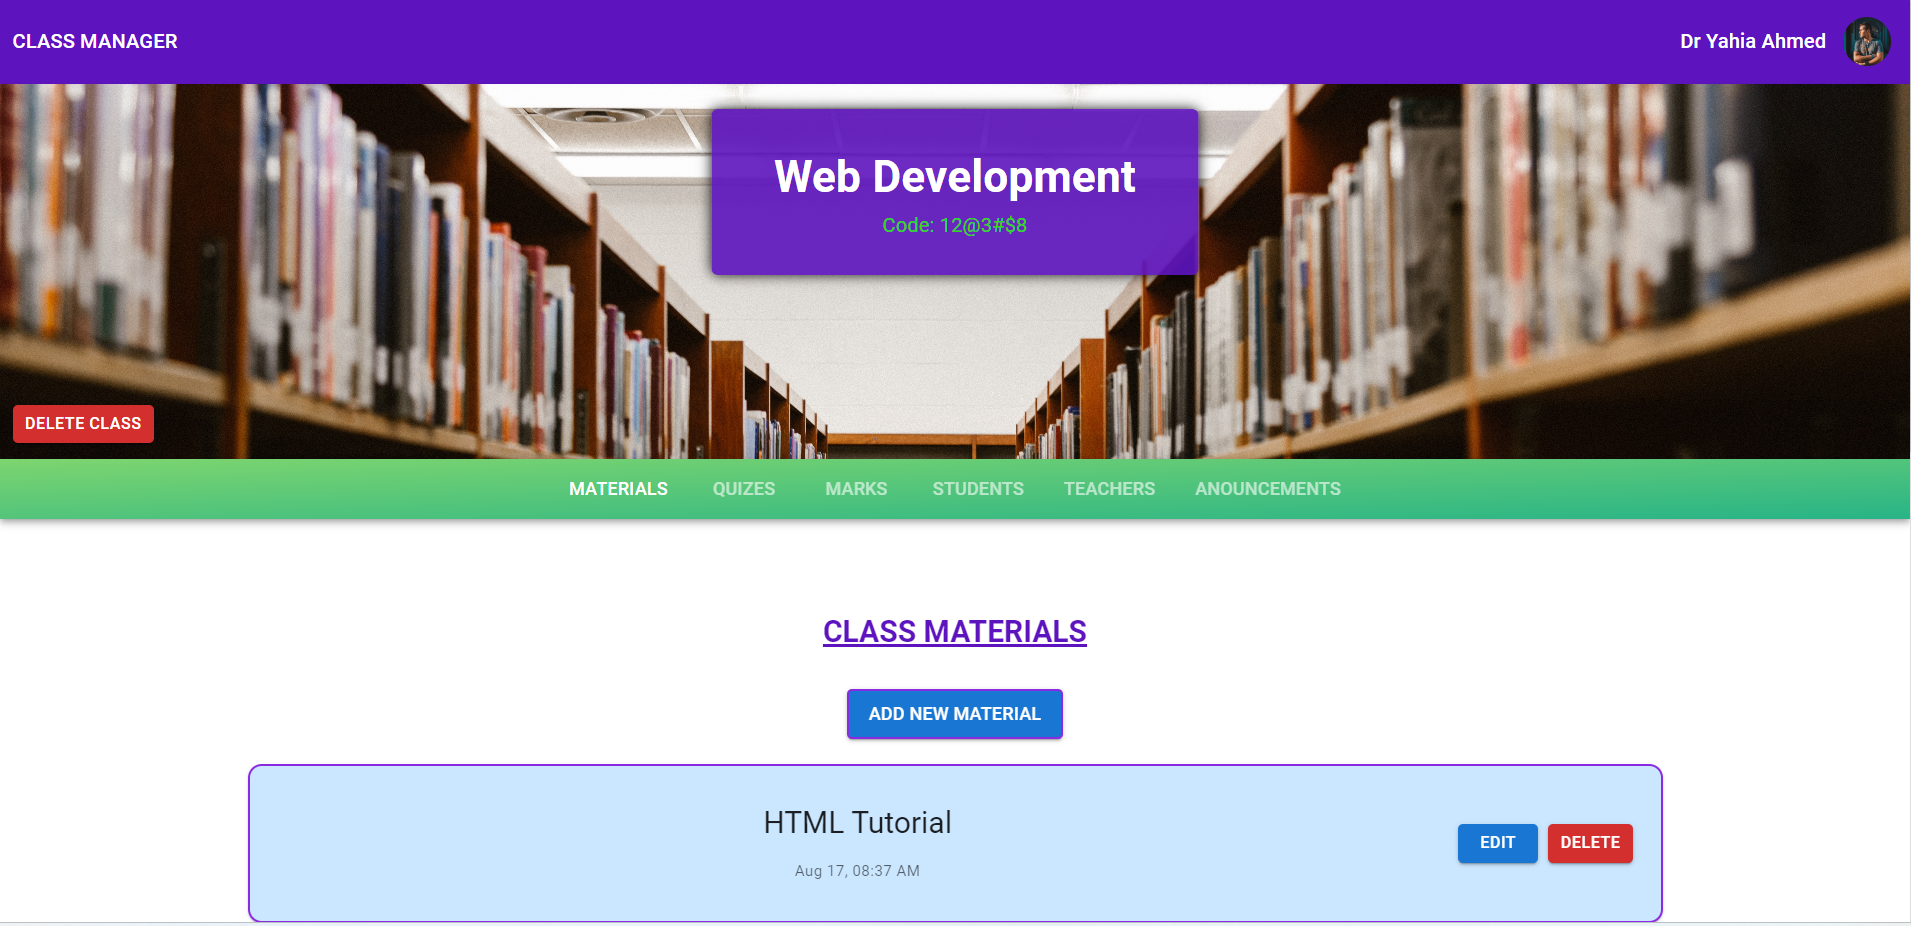 CLASS MANAGER
Dr Yahia Ahmed
Web Development
Code: 12@3#$8
DELETE CLASS
MATERIALS QUIZES MARKS STUDENTS TEACHERS ANOUNCEMENTS
CLASS MATERIALS
ADD NEW MATERIAL
HTML Tutorial
EDIT DELETE
Aug 17, 08:37 AM